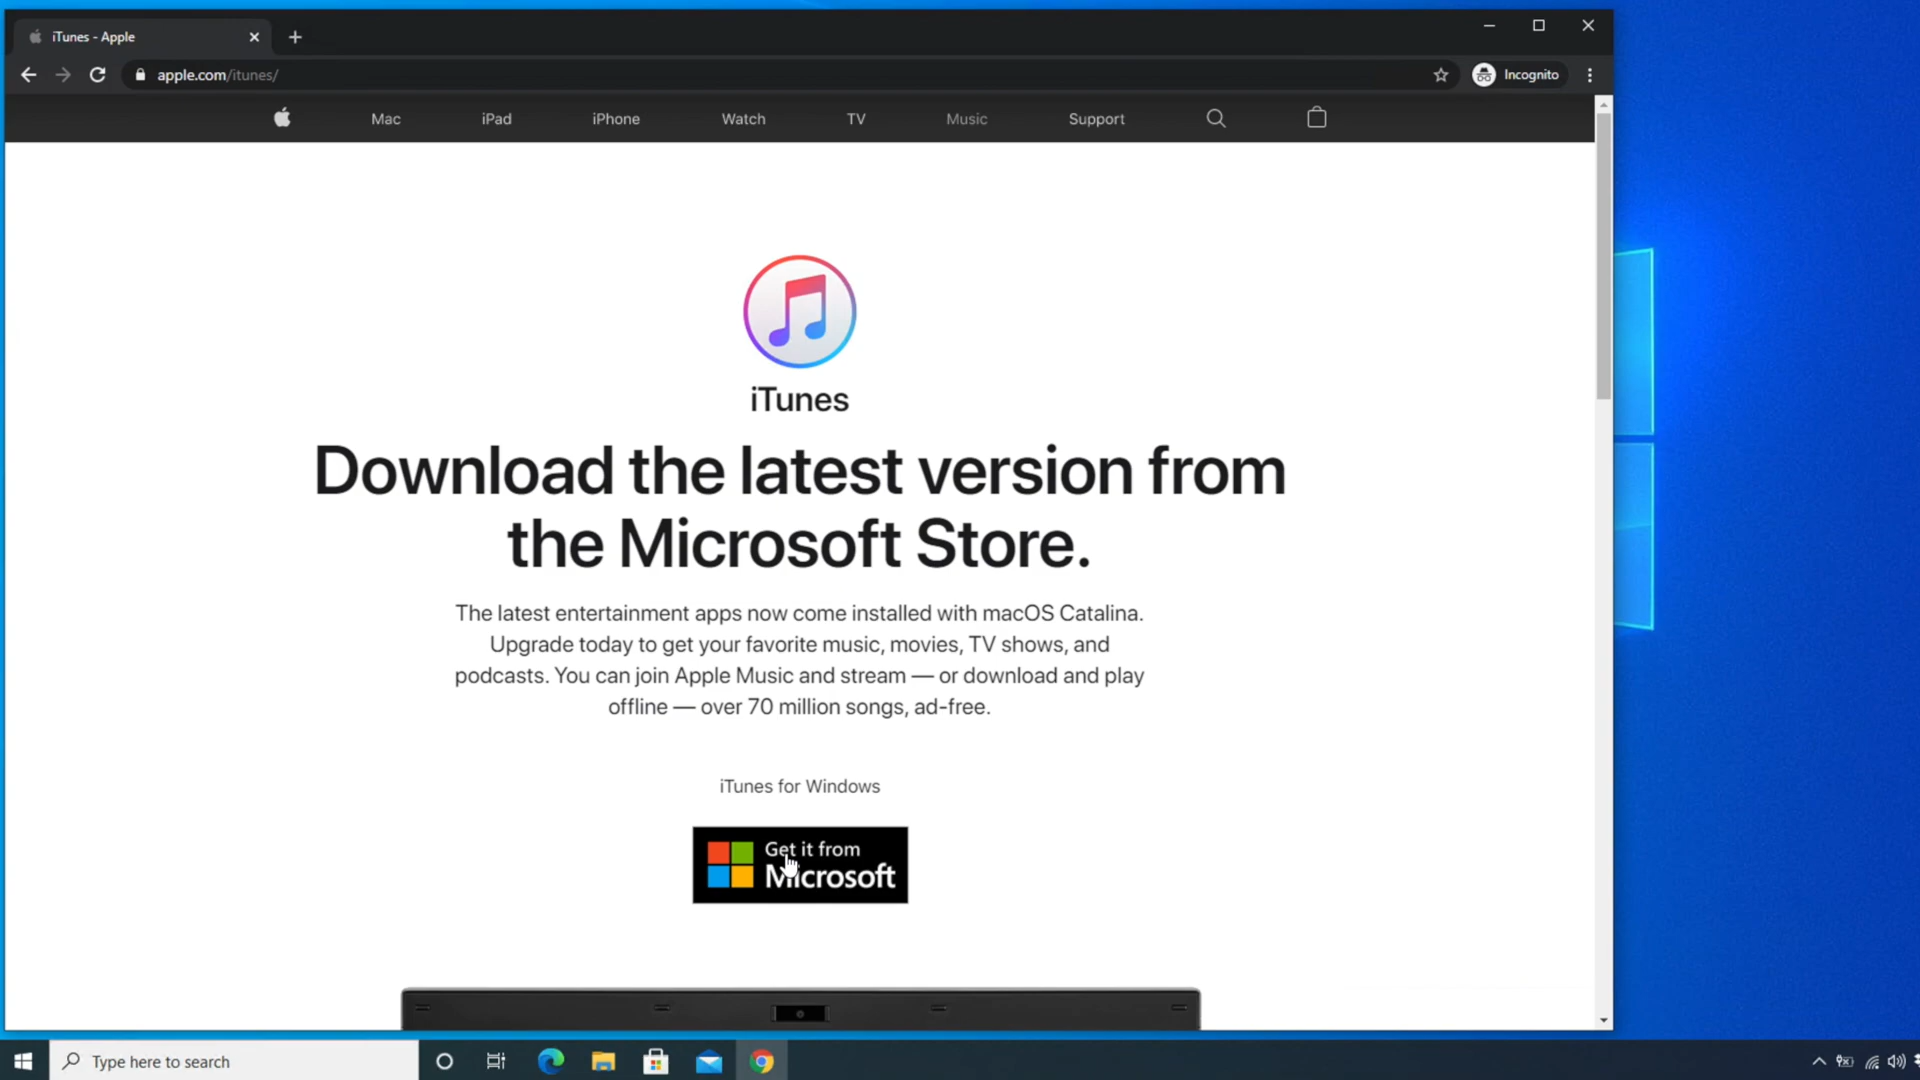 iTunes - Apple
apple.com/itunes/
Incognito
Mac iPad iPhone Watch TV Music Support
iTunes
Download the latest version from
the Microsoft Store.
The latest entertainment apps now come installed with macOS Catalina.
Upgrade today to get your favorite music, movies, TV shows, and
podcasts. You can join Apple Music and stream — or download and play
offline — over 70 million songs, ad-free.
iTunes for Windows
Get it from
Microsoft
Type here to search